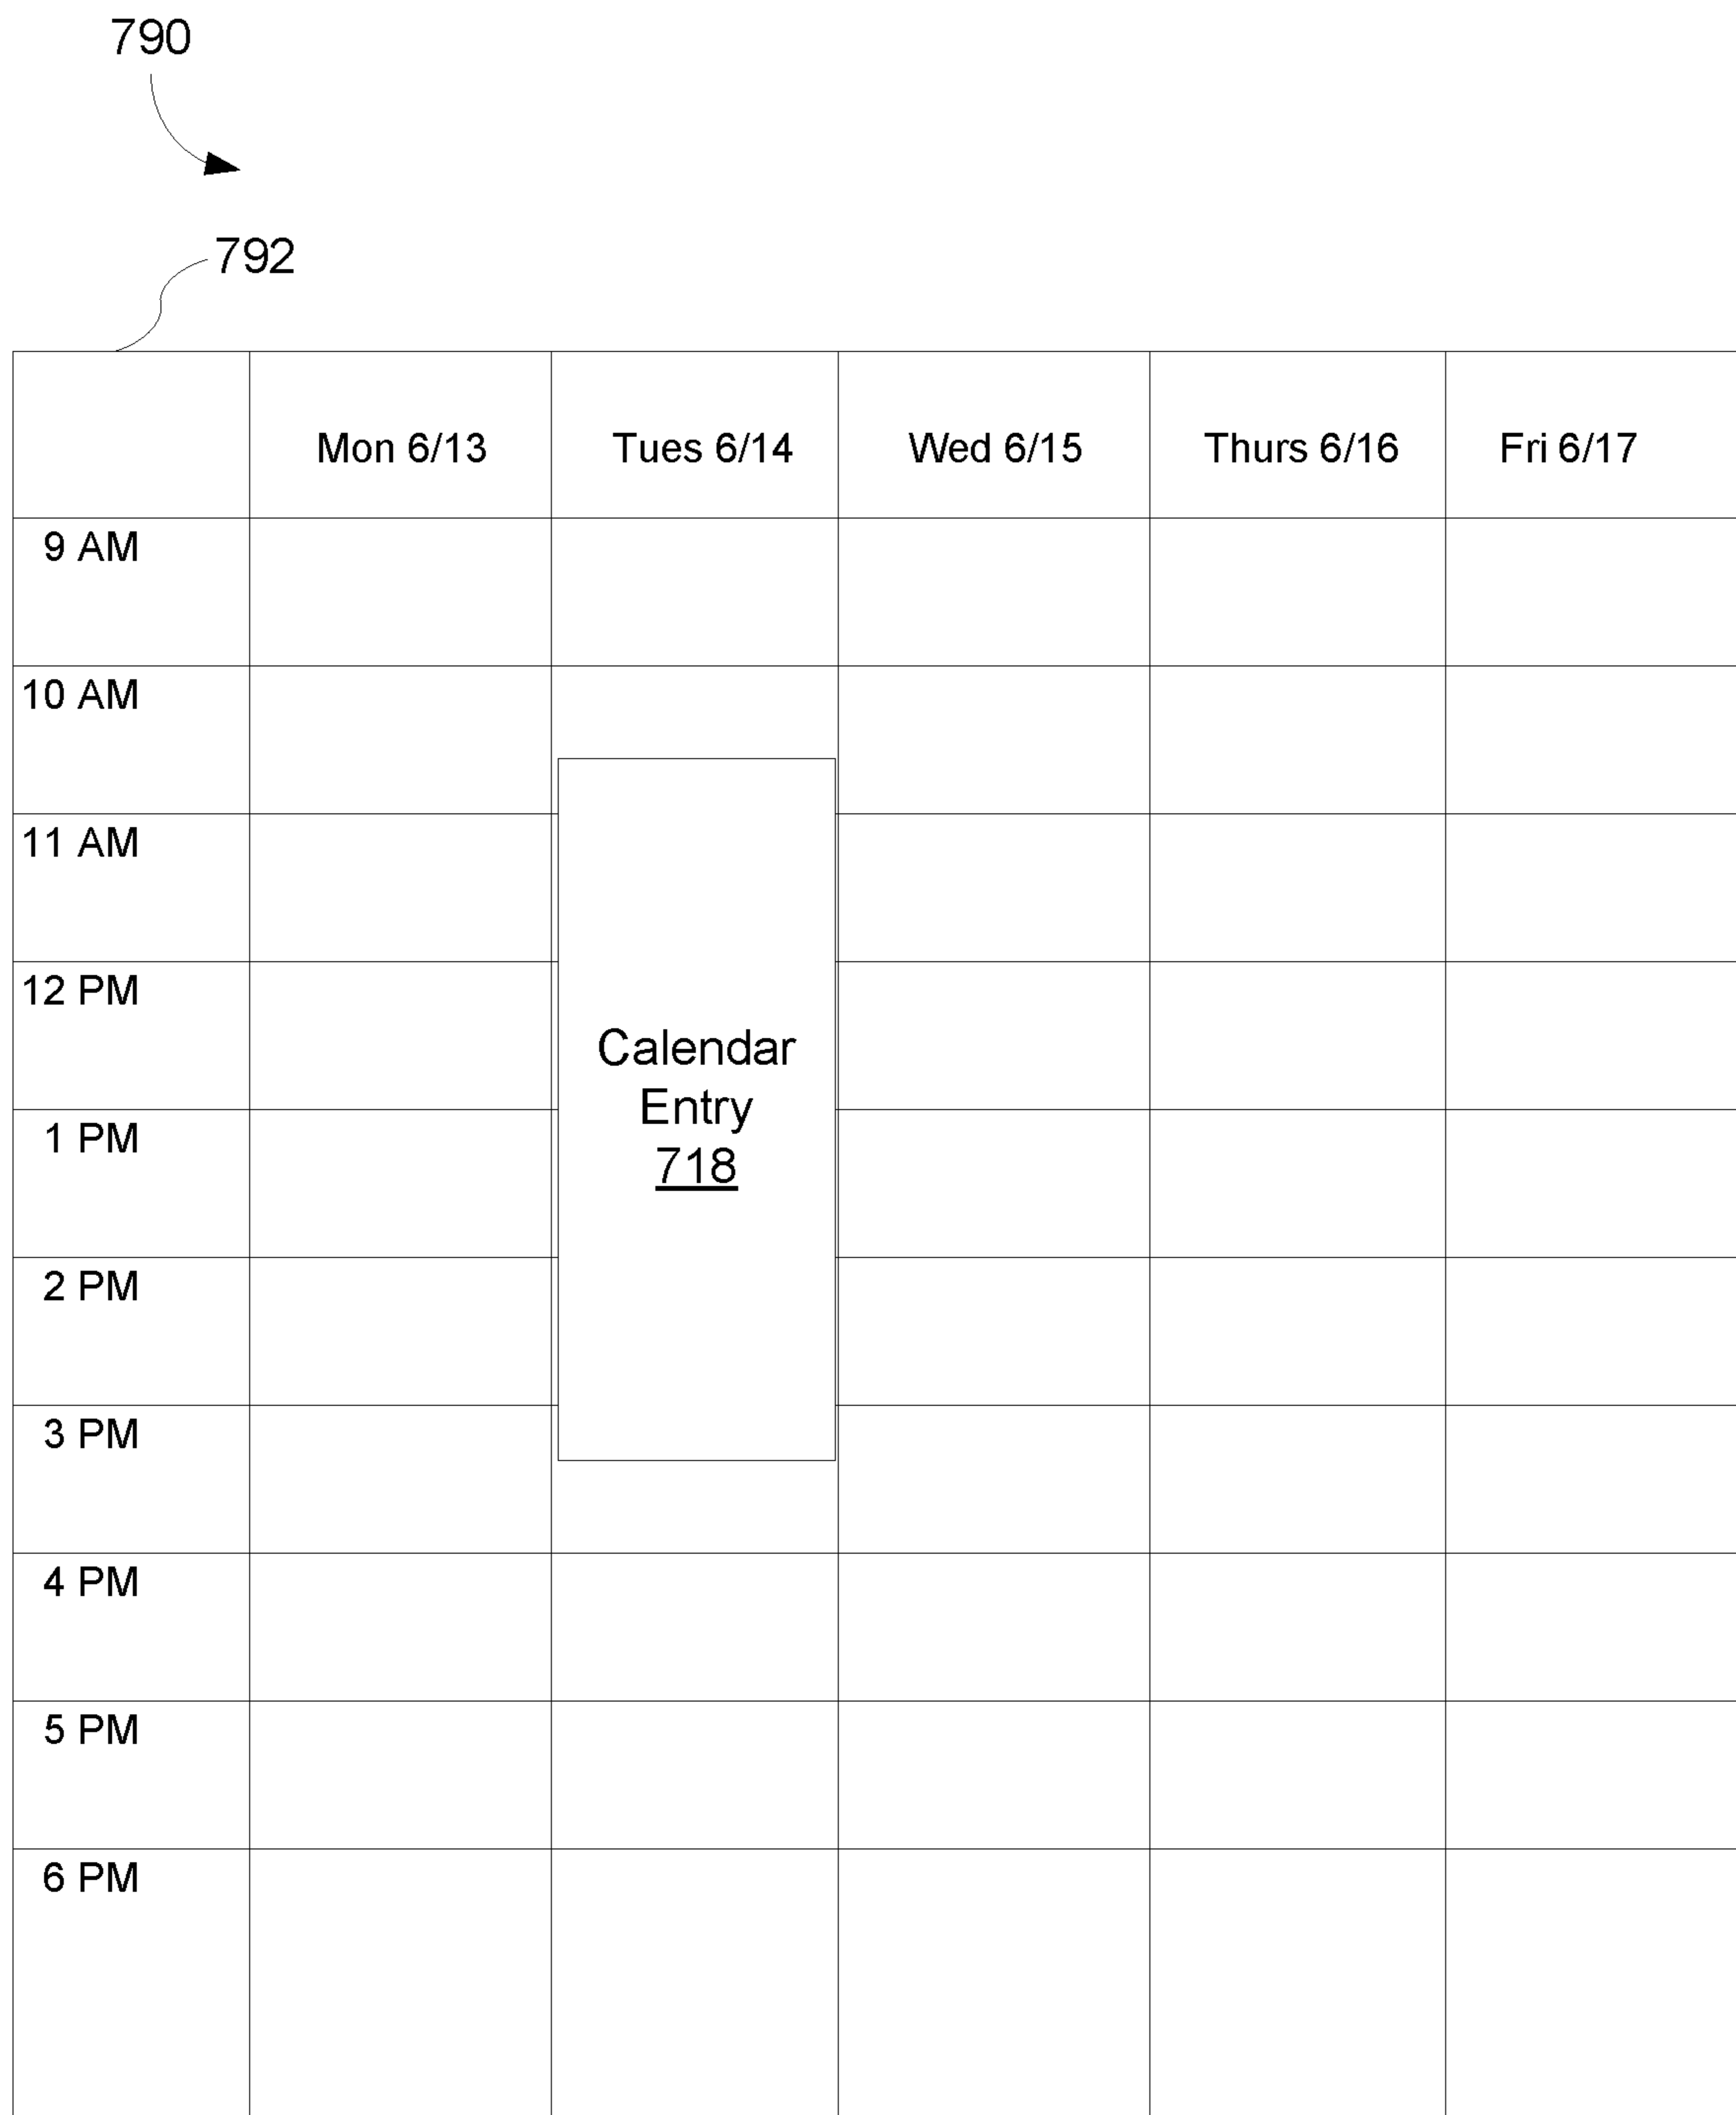 790
792
Mon 6/13 Tues 6/14 Wed 6/15 Thurs 6/16 Fri 6/17
9 AM
10 AM
11 AM
12 PM
Calendar
Entry
718
1 PM
2 PM
3 PM
4 PM
5 PM
6 PM